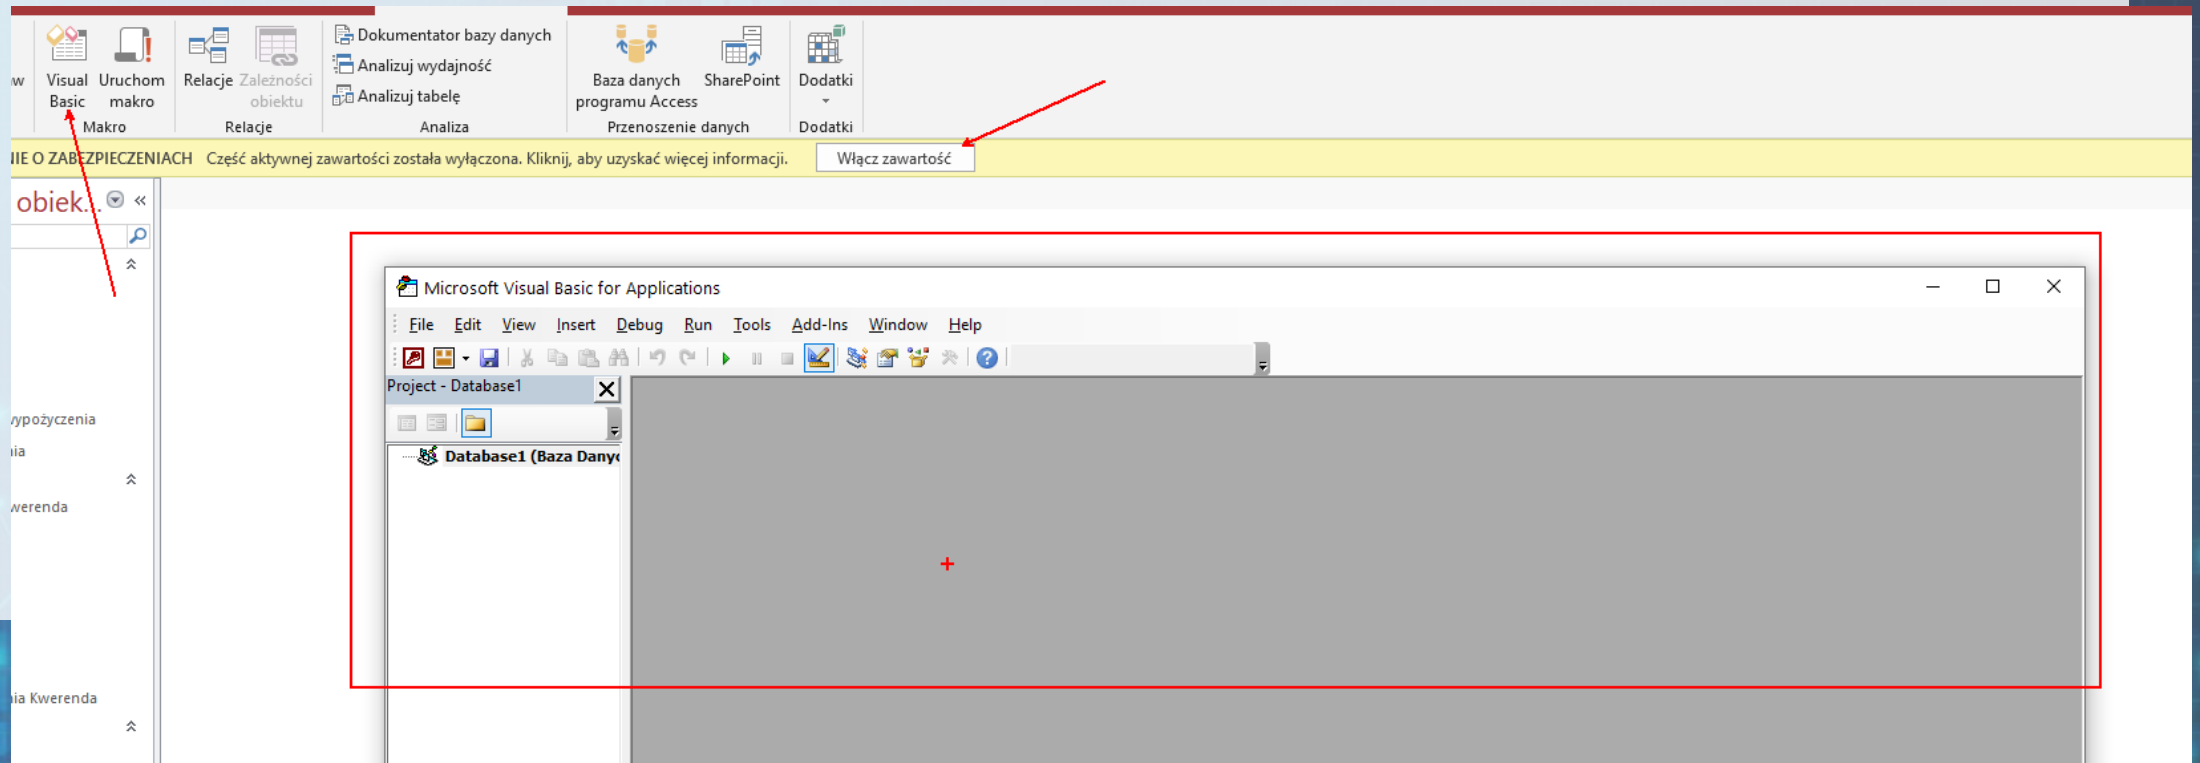 Dokumentator bazy danych
Analizuj wydajność
Analizuj tabelę
Visual Basic
Uruchom makro
Relacje
Zależności obiektu
Baza danych programu Access
SharePoint
Dodatki
Makro
Relacje
Analiza
Przenoszenie danych
Dodatki
O ZABEZPIECZENIACH Część aktywnej zawartości została wyłączona. Kliknij, aby uzyskać więcej informacji. Włącz zawartość
obiek...
Microsoft Visual Basic for Applications
File Edit View Insert Debug Run Tools Add-Ins Window Help
Project - Database1
Database1 (Baza Dany
ypożyczenia
ia
werenda
ia Kwerenda